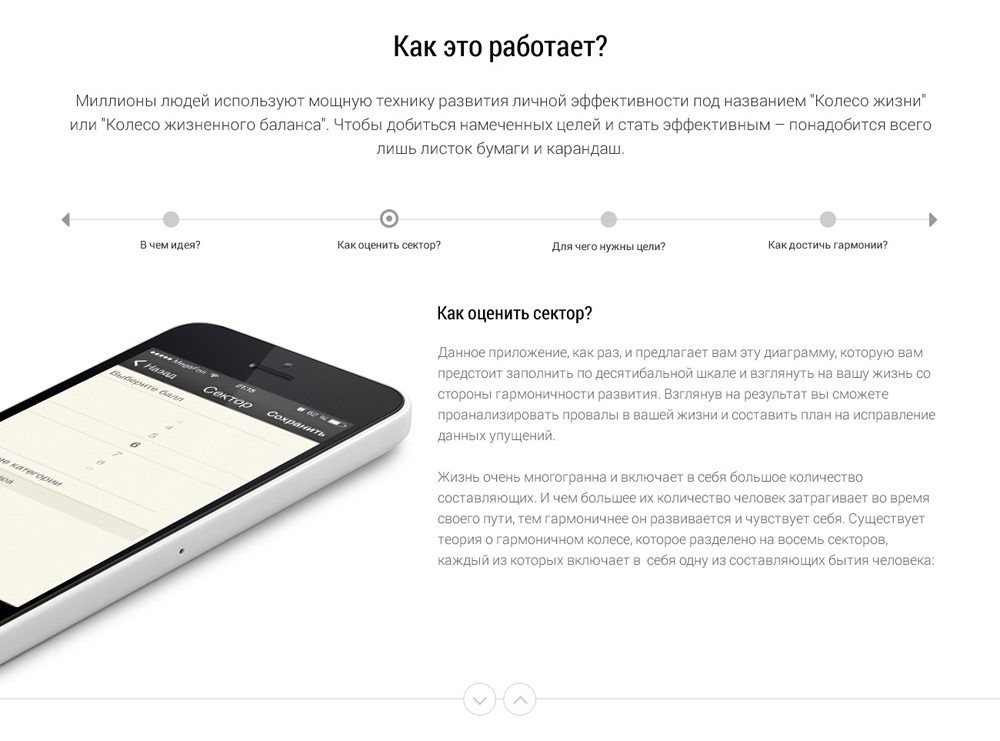 Как это работает?
Миллионы людей используют мощную технику развития личной эффективности под названием "Колесо жизни"
или "Колесо жизненного баланса". Чтобы добиться намеченных целей и стать эффективным – понадобится всего
лишь листок бумаги и карандаш.
В чем идея?
Как оценить сектор?
Для чего нужны цели?
Как достичь гармонии?
MegaFon
21:18
62 %
Назад
Сектор
Сохранить
Выберите балл
4
5
6
7
8
категории
Как оценить сектор?
Данное приложение, как раз, и предлагает вам эту диаграмму, которую вам
предстоит заполнить по десятибальной шкале и взглянуть на вашу жизнь со
стороны гармоничности развития. Взглянув на результат вы сможете
проанализировать провалы в вашей жизни и составить план на исправление
данных упущений.
Жизнь очень многогранна и включает в себя большое количество
составляющих. И чем большее их количество человек затрагивает во время
своего пути, тем гармоничнее он развивается и чувствует себя. Существует
теория о гармоничном колесе, которое разделено на восемь секторов,
каждый из которых включает в  себя одну из составляющих бытия человека: